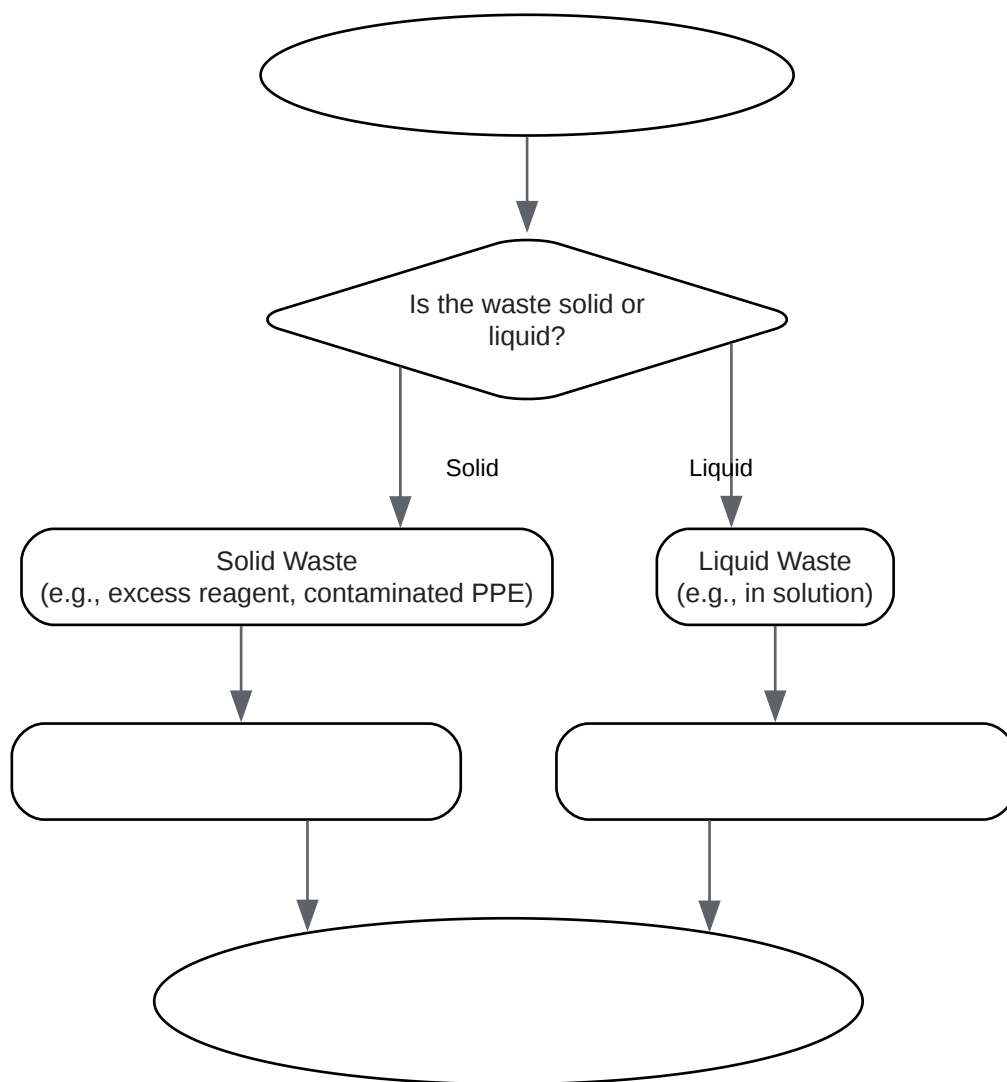 Is the waste solid or
liquid?
Solid
Liquid
Solid Waste
(e.g., excess reagent, contaminated PPE)
Liquid Waste
(e.g., in solution)